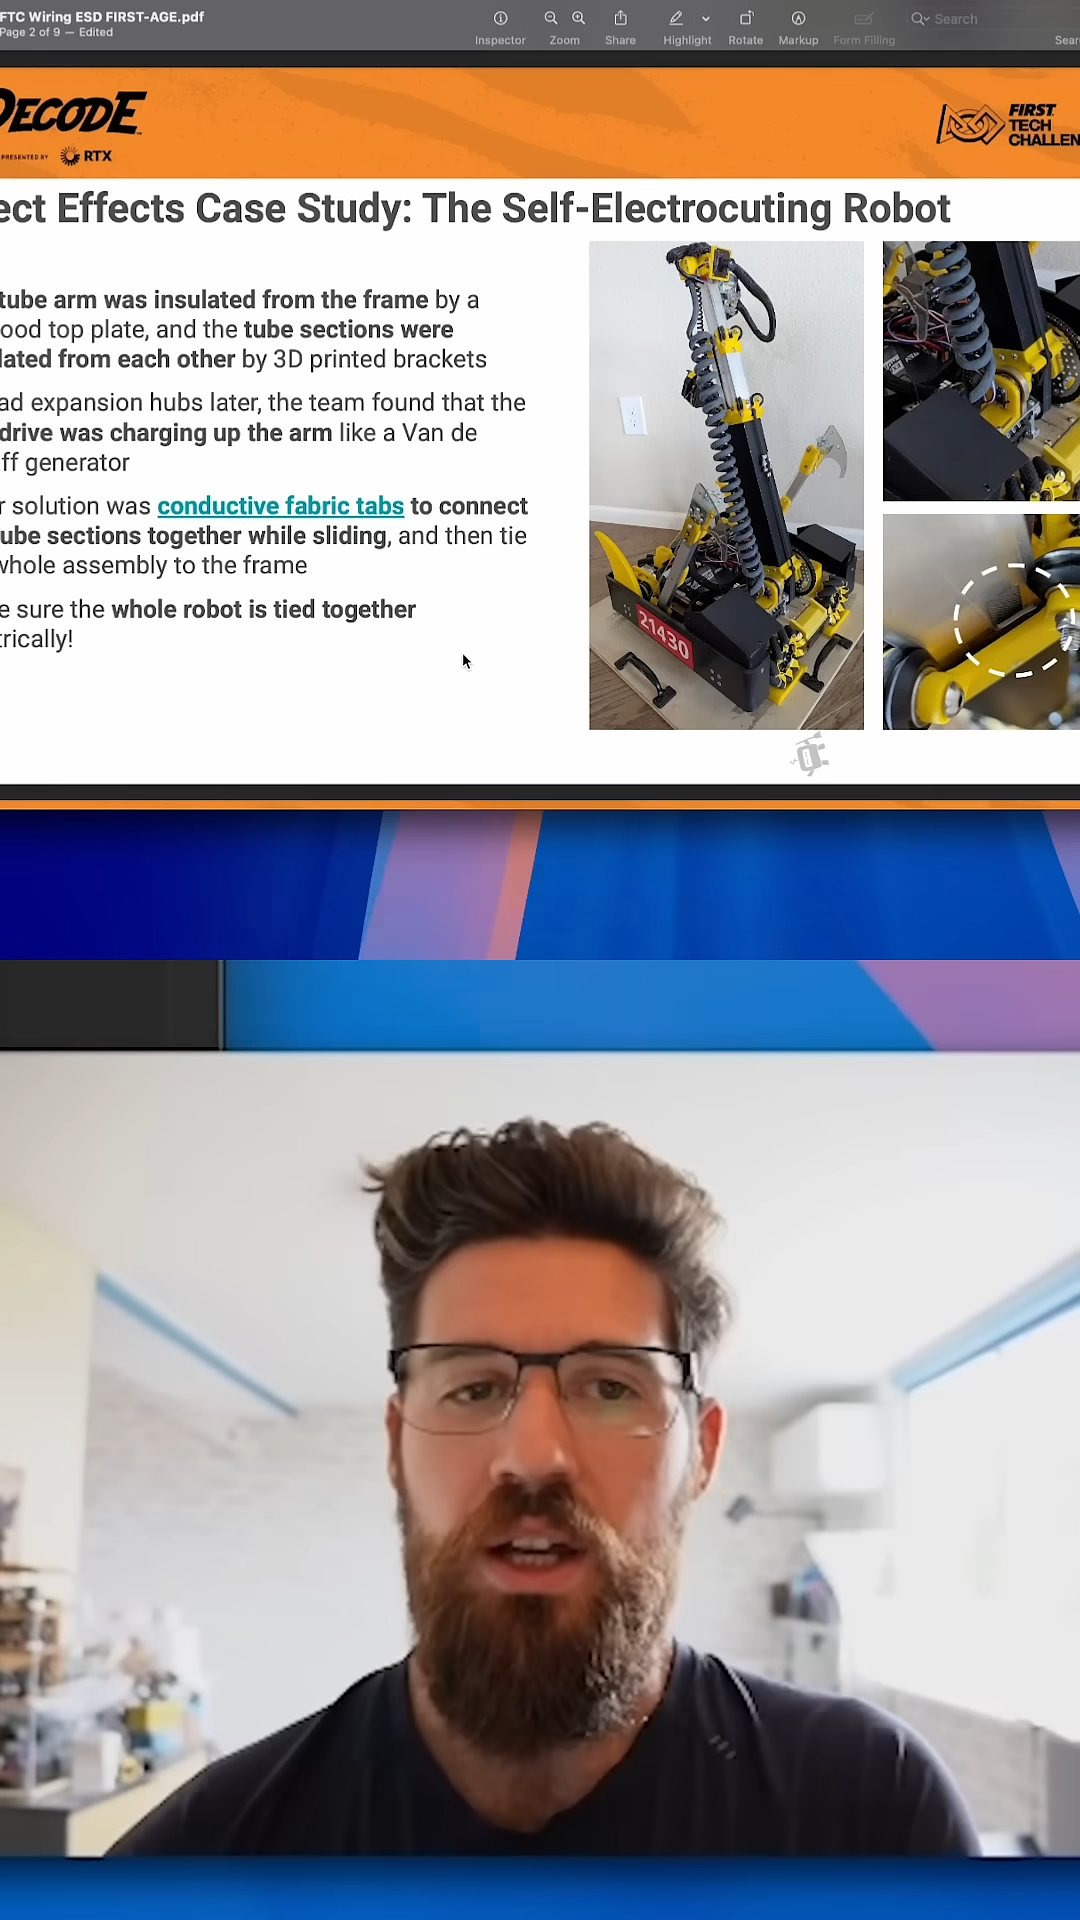 FTC Wiring ESD FIRST-AGE.pdf
Page 2 of 9 — Edited
Inspector
Zoom
Share
Highlight
Rotate
Markup
Form Filling
Search
Sear
DECODE
PRESENTED BY RTX
FIRST
TECH
CHALLEN
ect Effects Case Study: The Self-Electrocuting Robot
tube arm was insulated from the frame by a
ood top plate, and the tube sections were
lated from each other by 3D printed brackets
ad expansion hubs later, the team found that the
drive was charging up the arm like a Van de
ff generator
r solution was conductive fabric tabs to connect
ube sections together while sliding, and then tie
whole assembly to the frame
e sure the whole robot is tied together
trically!
21430